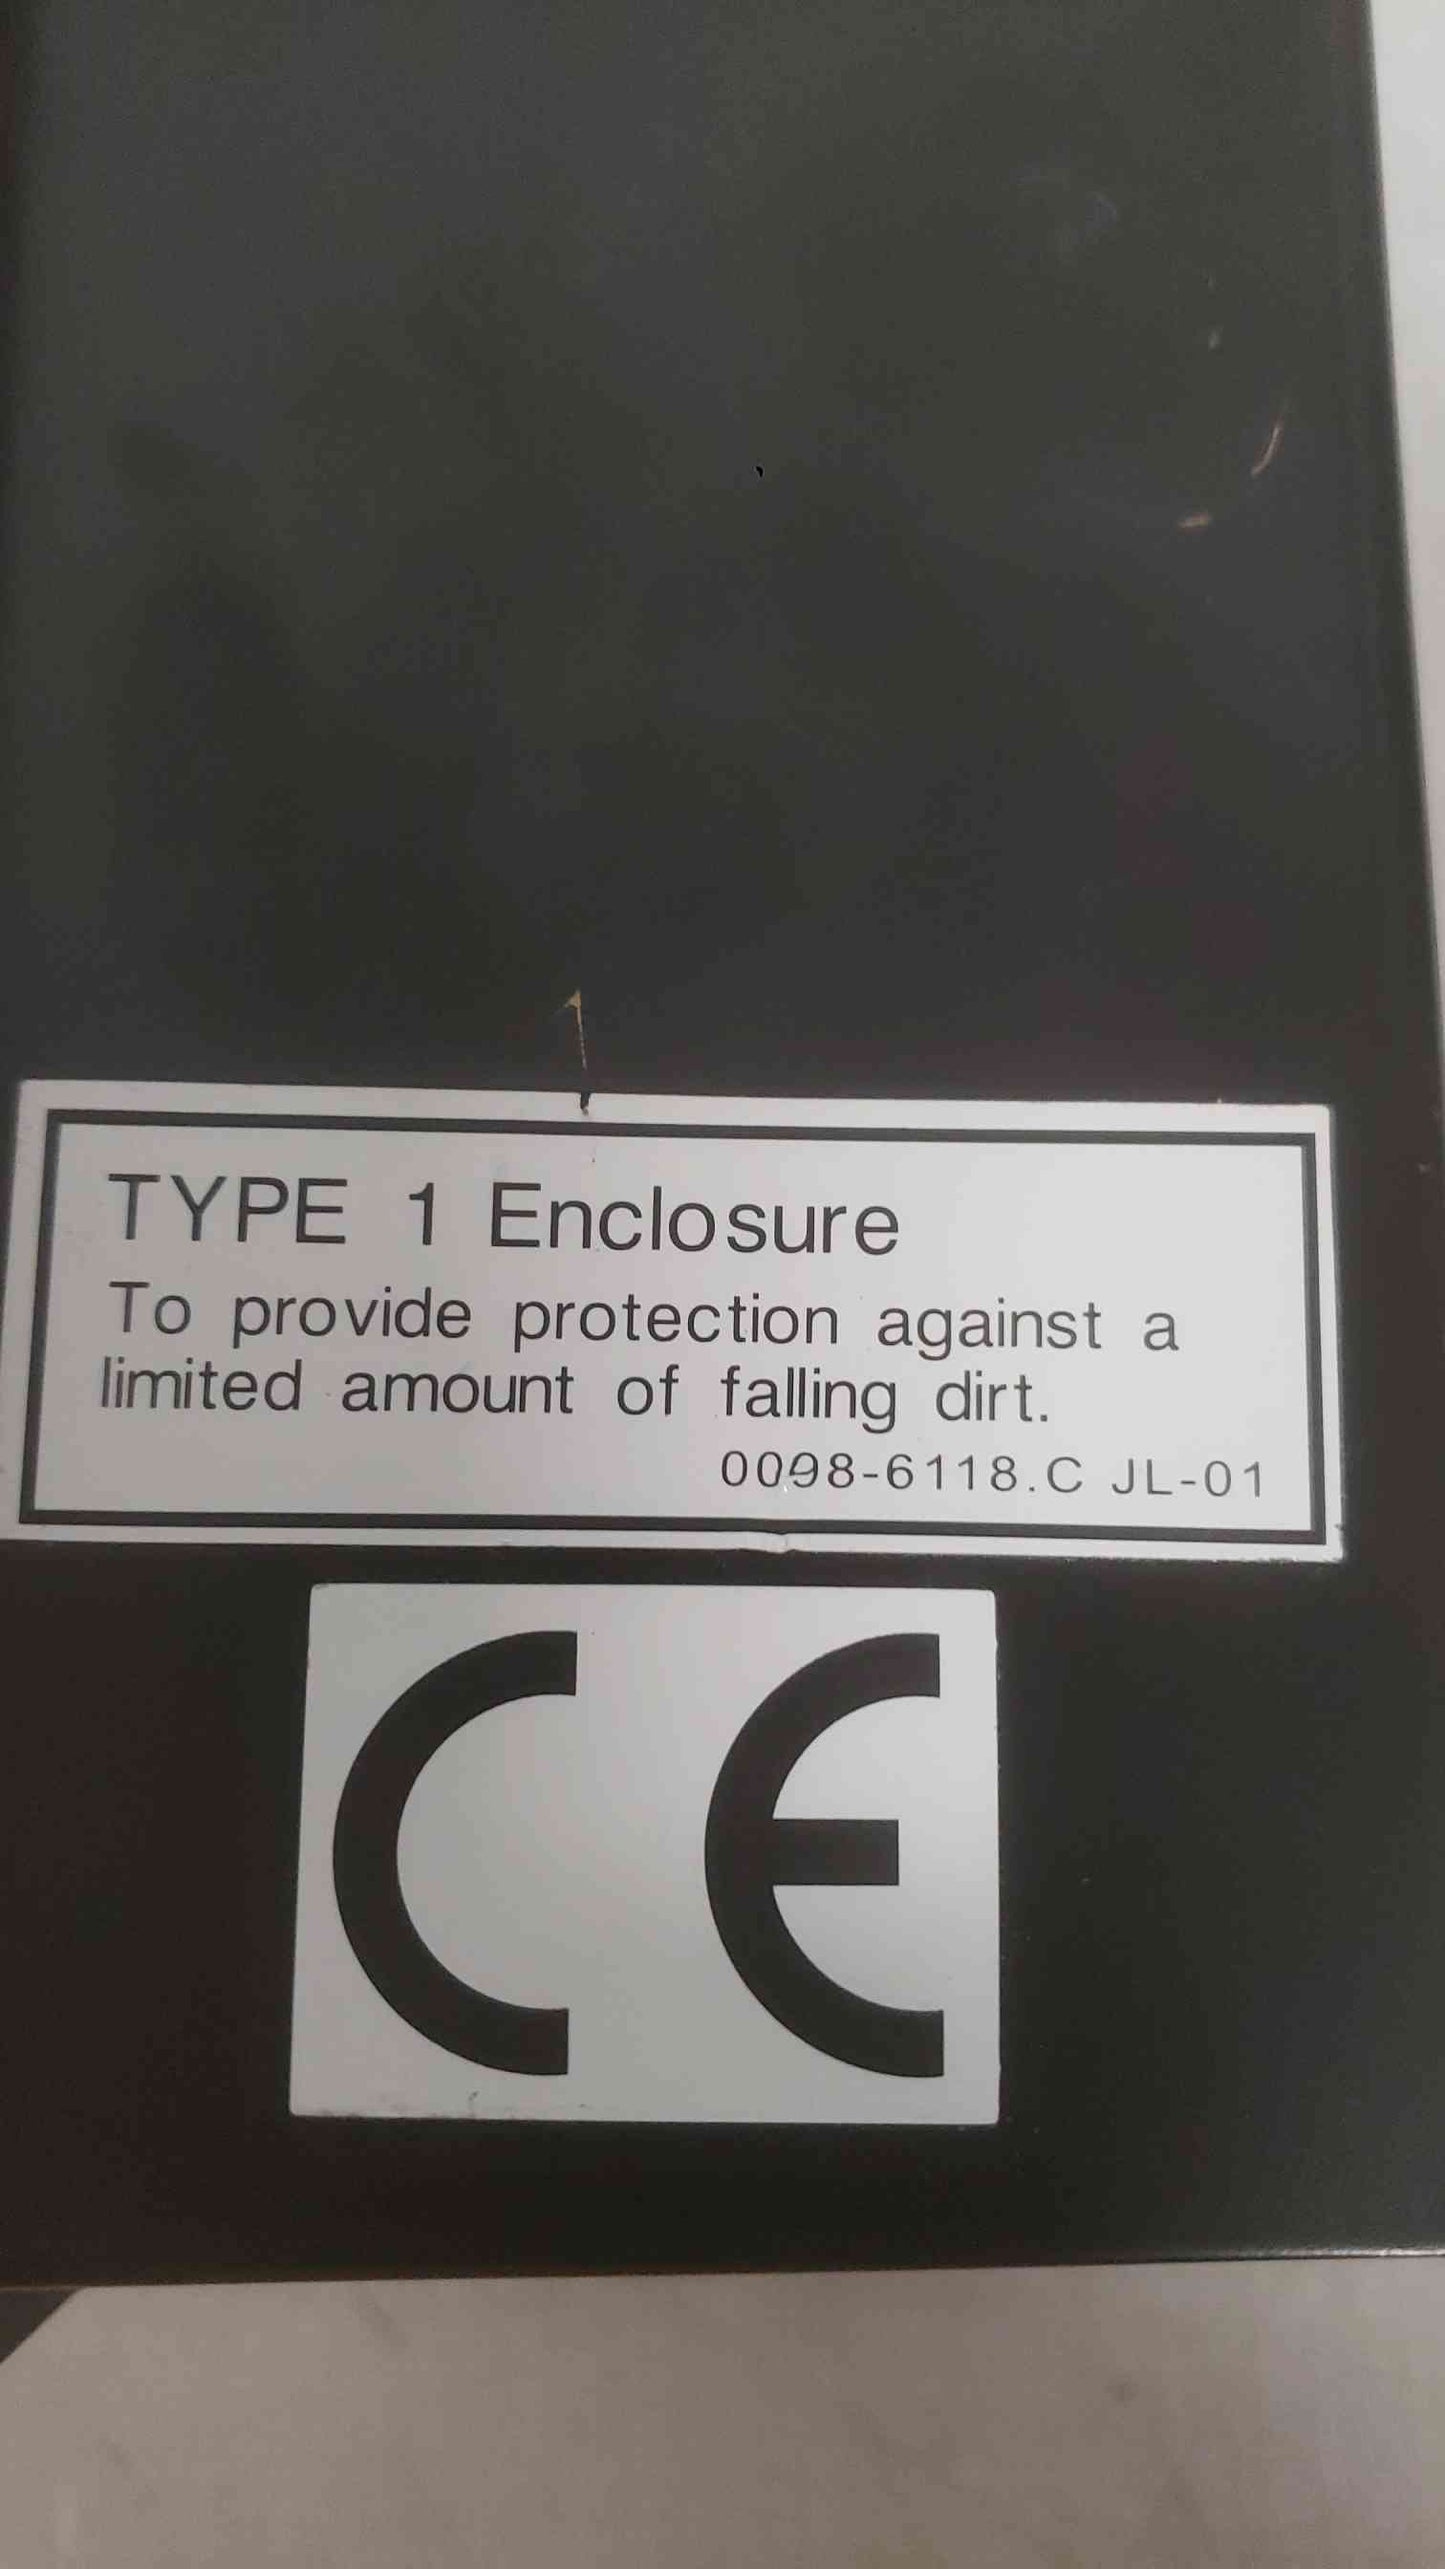 TYPE 1 Enclosure
To provide protection against a
limited amount of falling dirt.
0098-6118.C JL-01
CE